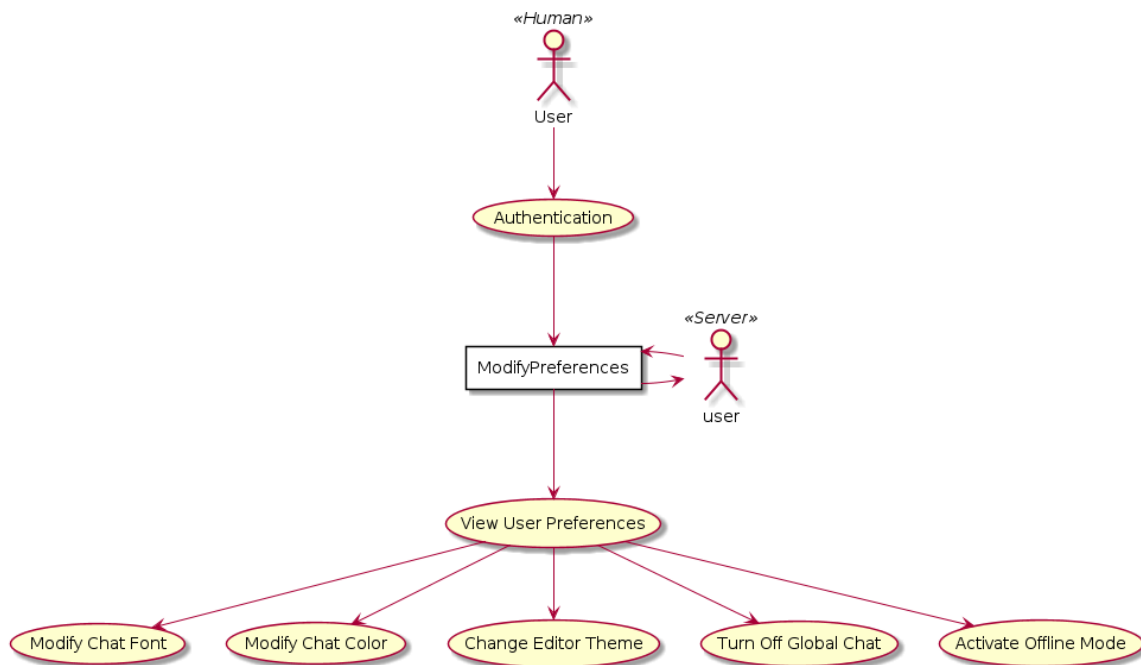 «Human»
User
Authentication
«Server»
ModifyPreferences
user
View User Preferences
Modify Chat Font
Modify Chat Color
Change Editor Theme
Turn Off Global Chat
Activate Offline Mode